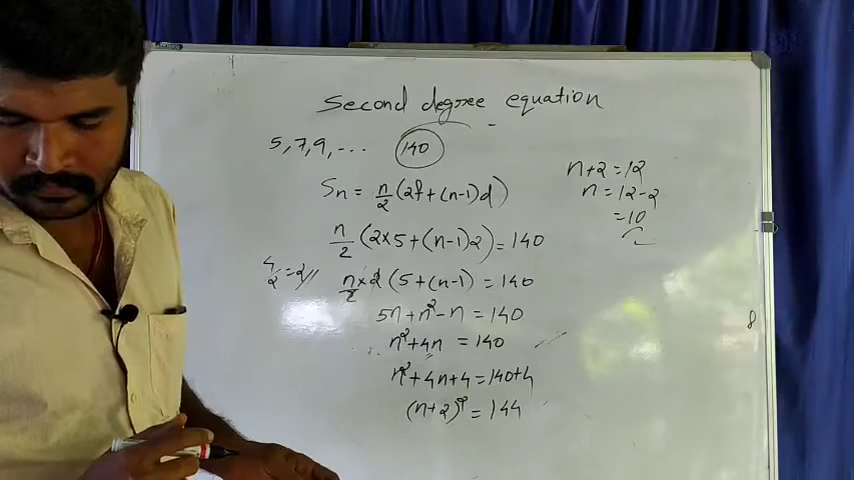 Second degree equation
5, 7, 9, ... 140
Sn = n/2 (2f + (n-1)d)
n/2 (2×5 + (n-1)2) = 140
4/2 = 2//
n/2 × 2 (5 + (n-1) = 140
5n + n² - n = 140
n² + 4n = 140
n² + 4n + 4 = 140 + 4
(n+2)² = 144
n + 2 = 12
n = 12 - 2
= 10
8